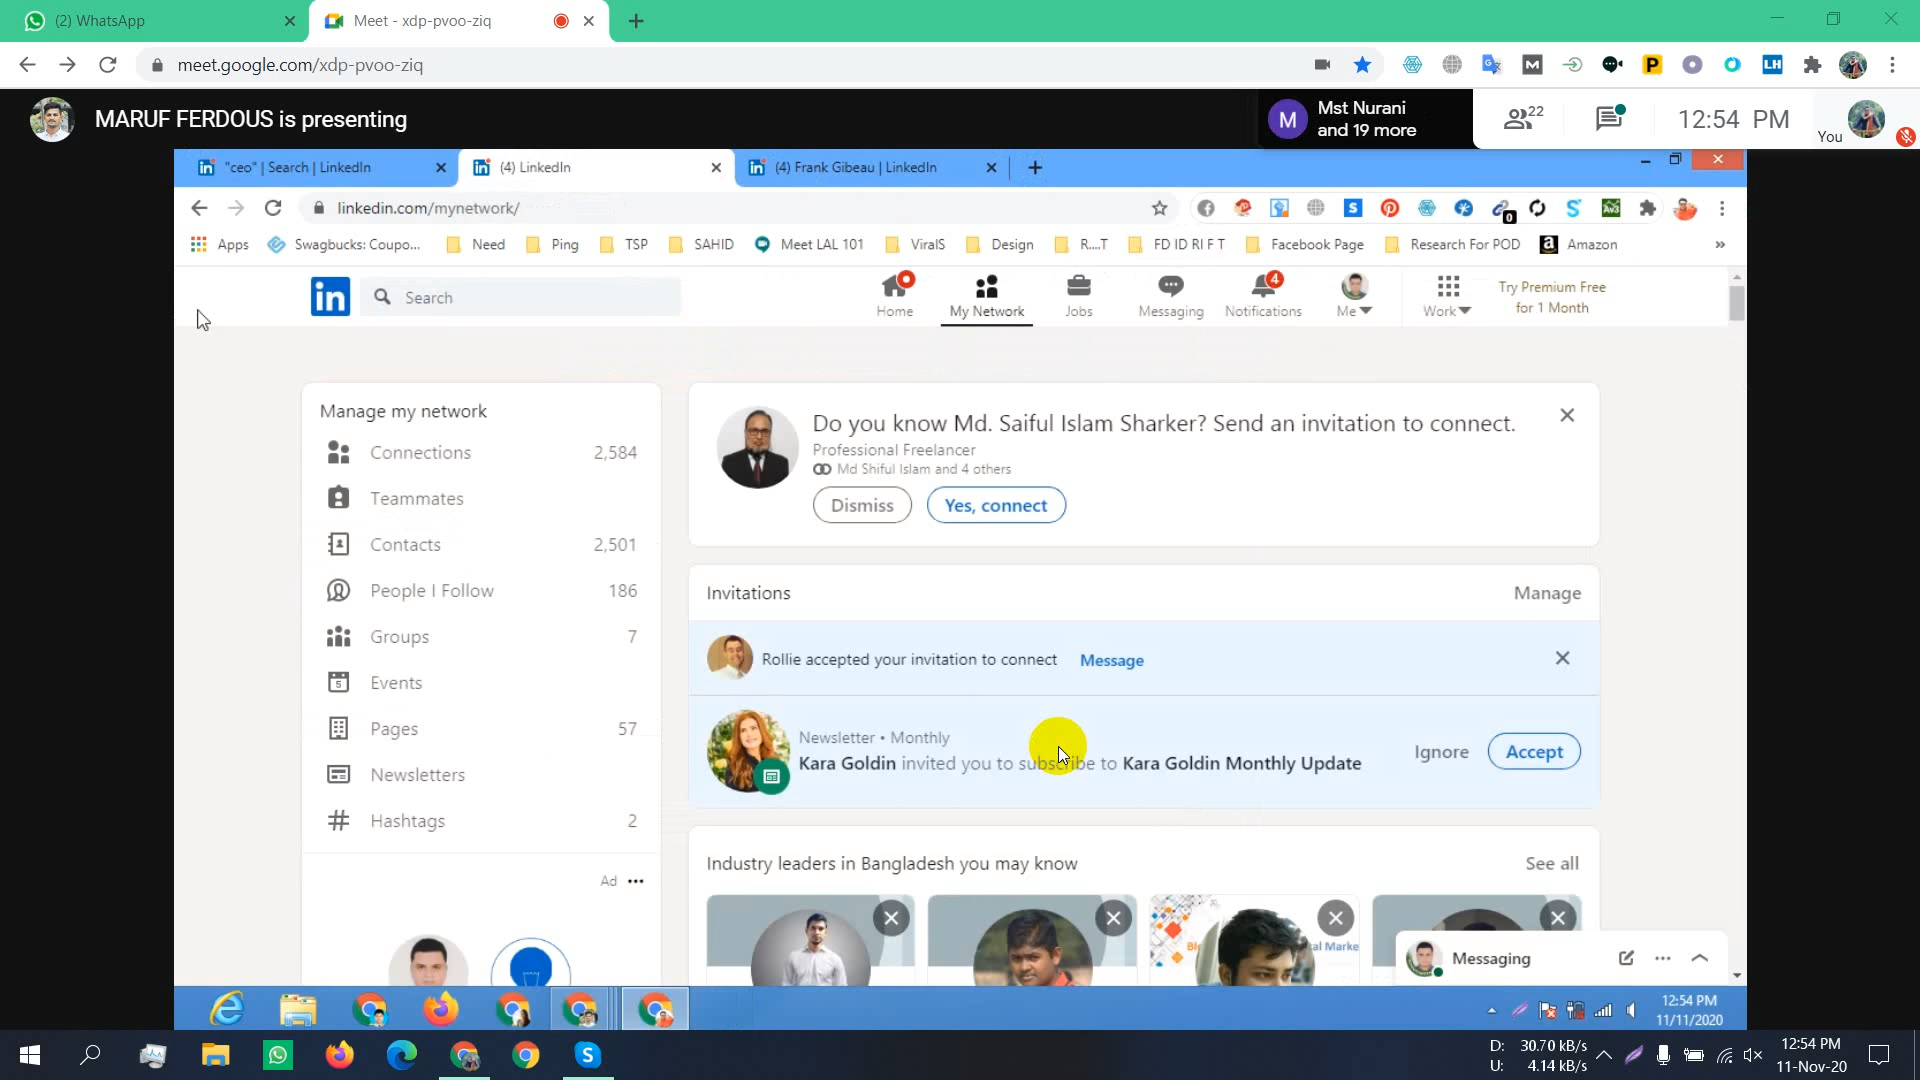 (2) WhatsApp
Meet - xdp-pvoo-ziq
meet.google.com/xdp-pvoo-ziq
MARUF FERDOUS is presenting
M
Mst Nurani
and 19 more
22
12:54 PM
You
"ceo" | Search | LinkedIn
(4) LinkedIn
(4) Frank Gibeau | LinkedIn
linkedin.com/mynetwork/
Apps
Swagbucks: Coupo...
Need
Ping
TSP
SAHID
Meet LAL 101
ViralS
Design
R....T
FD ID RI F T
Facebook Page
Research For POD
Amazon
»
in
Search
Home
My Network
Jobs
Messaging
4
Notifications
Me
Work
Try Premium Free
for 1 Month
Manage my network
Connections 2,584
Teammates
Contacts 2,501
People I Follow 186
Groups 7
Events
Pages 57
Newsletters
Hashtags 2
Ad
Do you know Md. Saiful Islam Sharker? Send an invitation to connect.
Professional Freelancer
Md Shiful Islam and 4 others
Dismiss
Yes, connect
Invitations
Manage
Rollie accepted your invitation to connect
Message
Newsletter • Monthly
Kara Goldin invited you to subscribe to Kara Goldin Monthly Update
Ignore
Accept
Industry leaders in Bangladesh you may know
See all
Messaging
12:54 PM
11/11/2020
D: 30.70 kB/s
U: 4.14 kB/s
12:54 PM
11-Nov-20